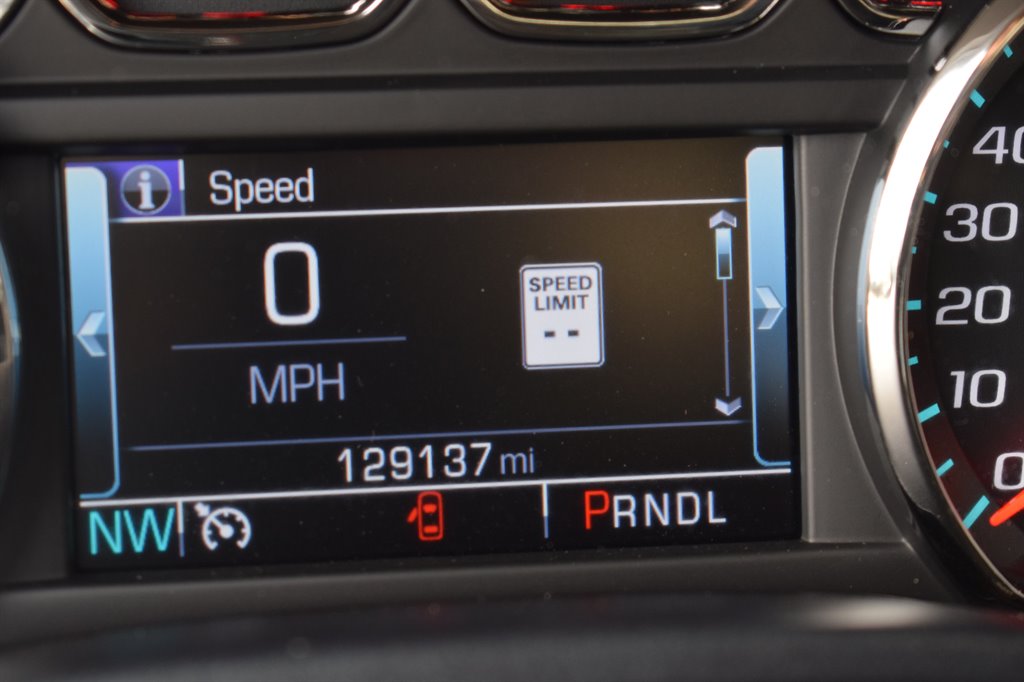 i Speed
0
MPH
SPEED
LIMIT
--
129137 mi
NW
PRNDL
40
30
20
10
0